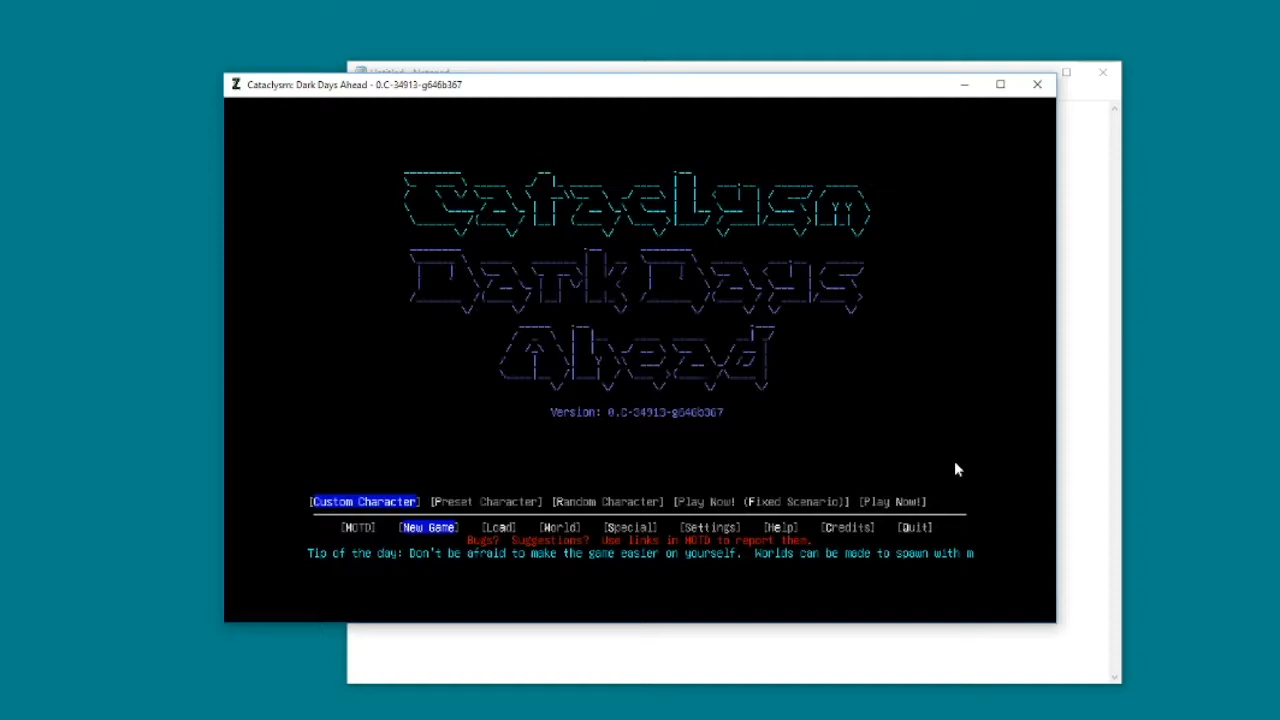 Untitled - Notepad
Cataclysm: Dark Days Ahead - 0.C-34913-g646b367
Cataclysm
Dark Days
Ahead
Version: 0.C-34913-g646b367
[Custom Character] [Preset Character] [Random Character] [Play Now! (Fixed Scenario)] [Play Now!]
[MOTD] [New Game] [Load] [World] [Special] [Settings] [Help] [Credits] [Quit]
Bugs? Suggestions? Use links in MOTD to report them.
Tip of the day: Don't be afraid to make the game easier on yourself. Worlds can be made to spawn with m